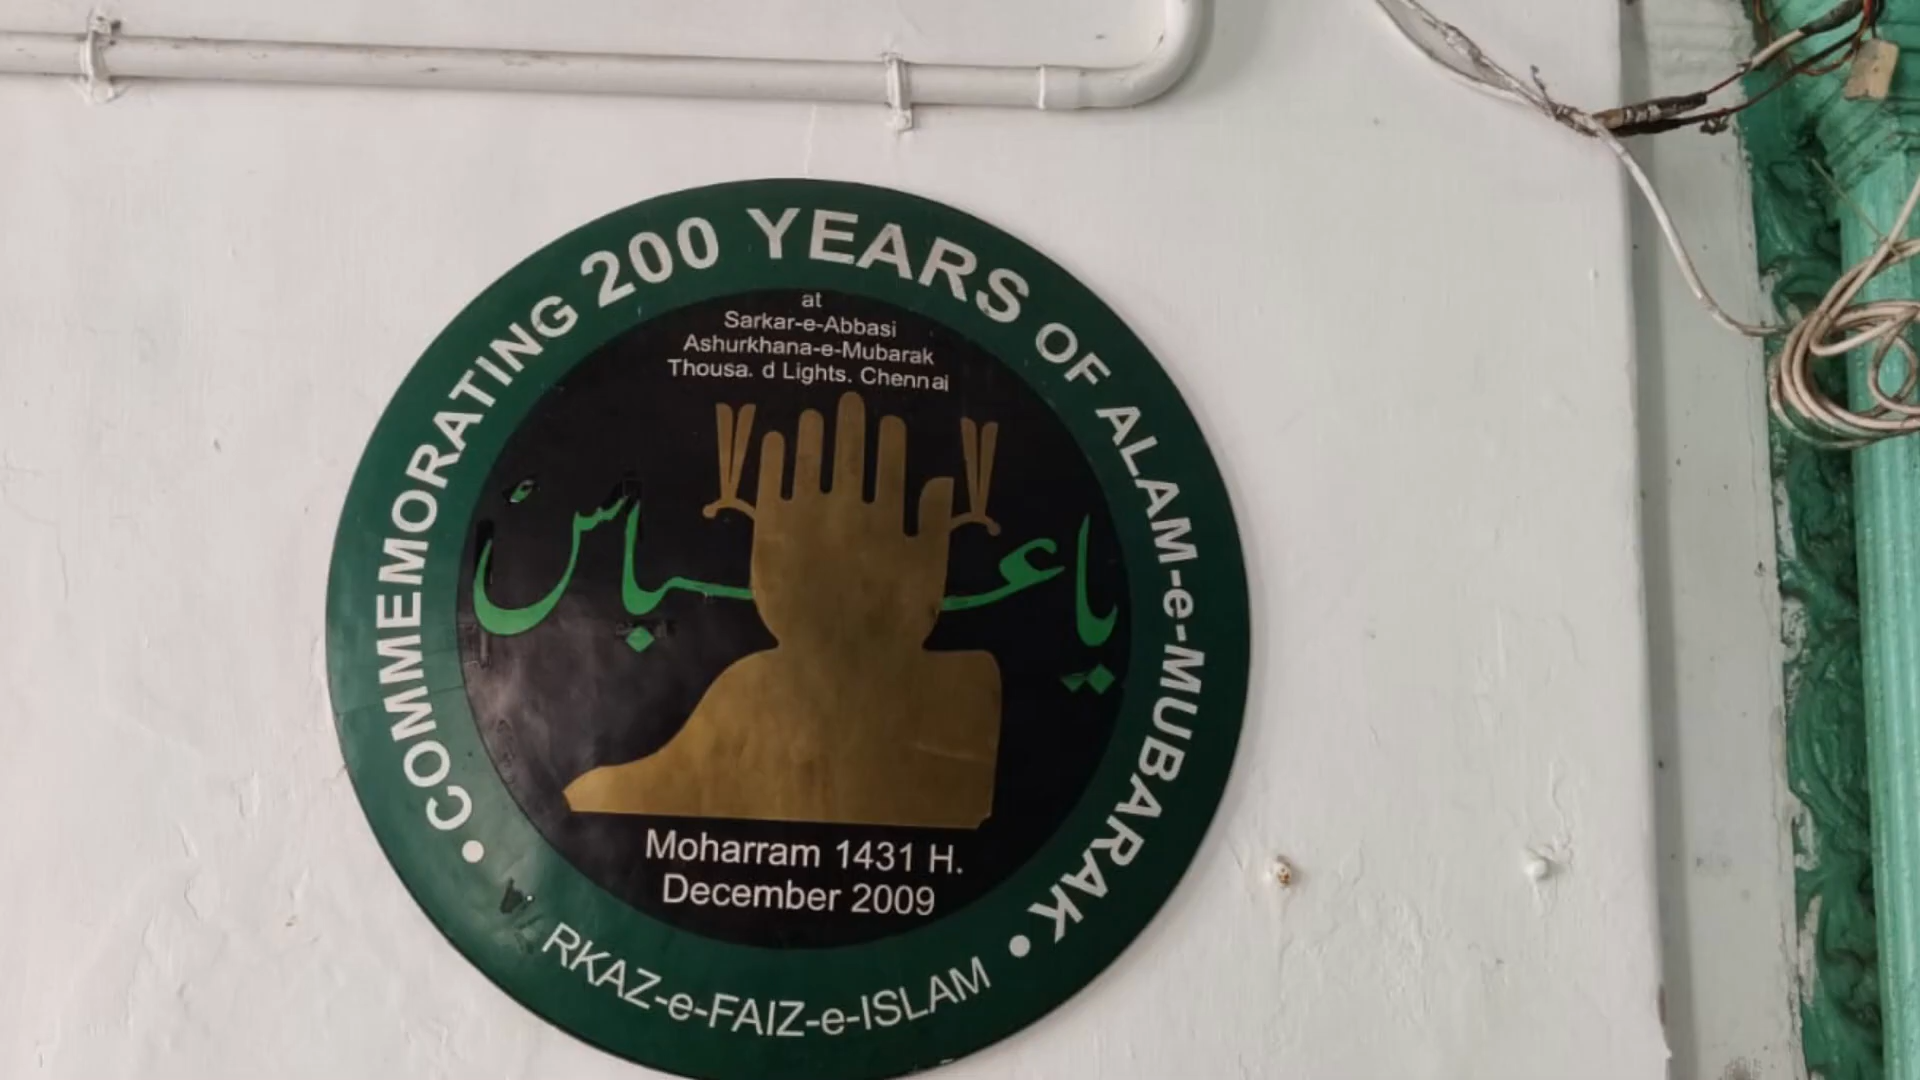 • COMMEMORATING 200 YEARS OF ALAM-e-MUBARAK •
at
Sarkar-e-Abbasi
Ashurkhana-e-Mubarak
Thousa. d Lights. Chennai
یا عباسؑ
Moharram 1431 H.
December 2009
RKAZ-e-FAIZ-e-ISLAM